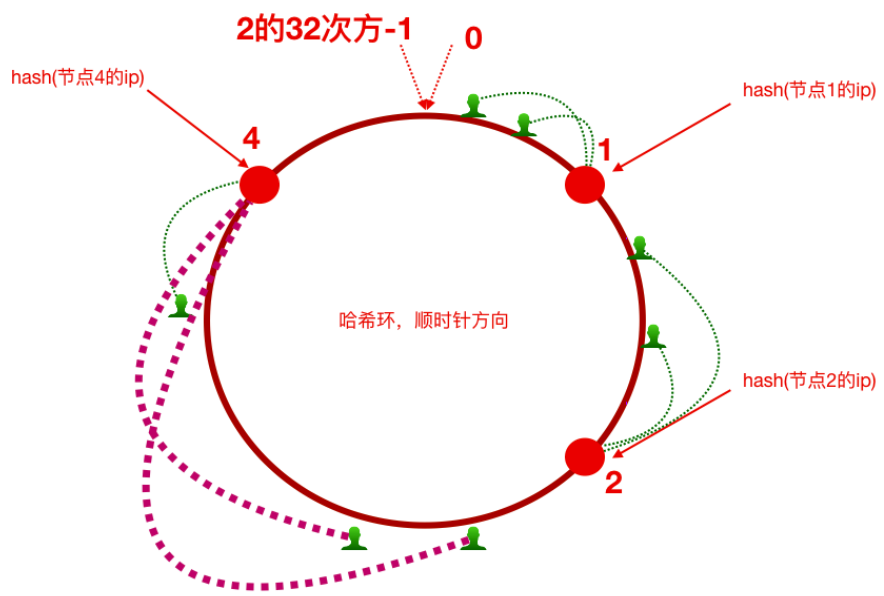 2的32次方-1
0
hash(节点4的ip)
hash(节点1的ip)
4
1
哈希环，顺时针方向
hash(节点2的ip)
2